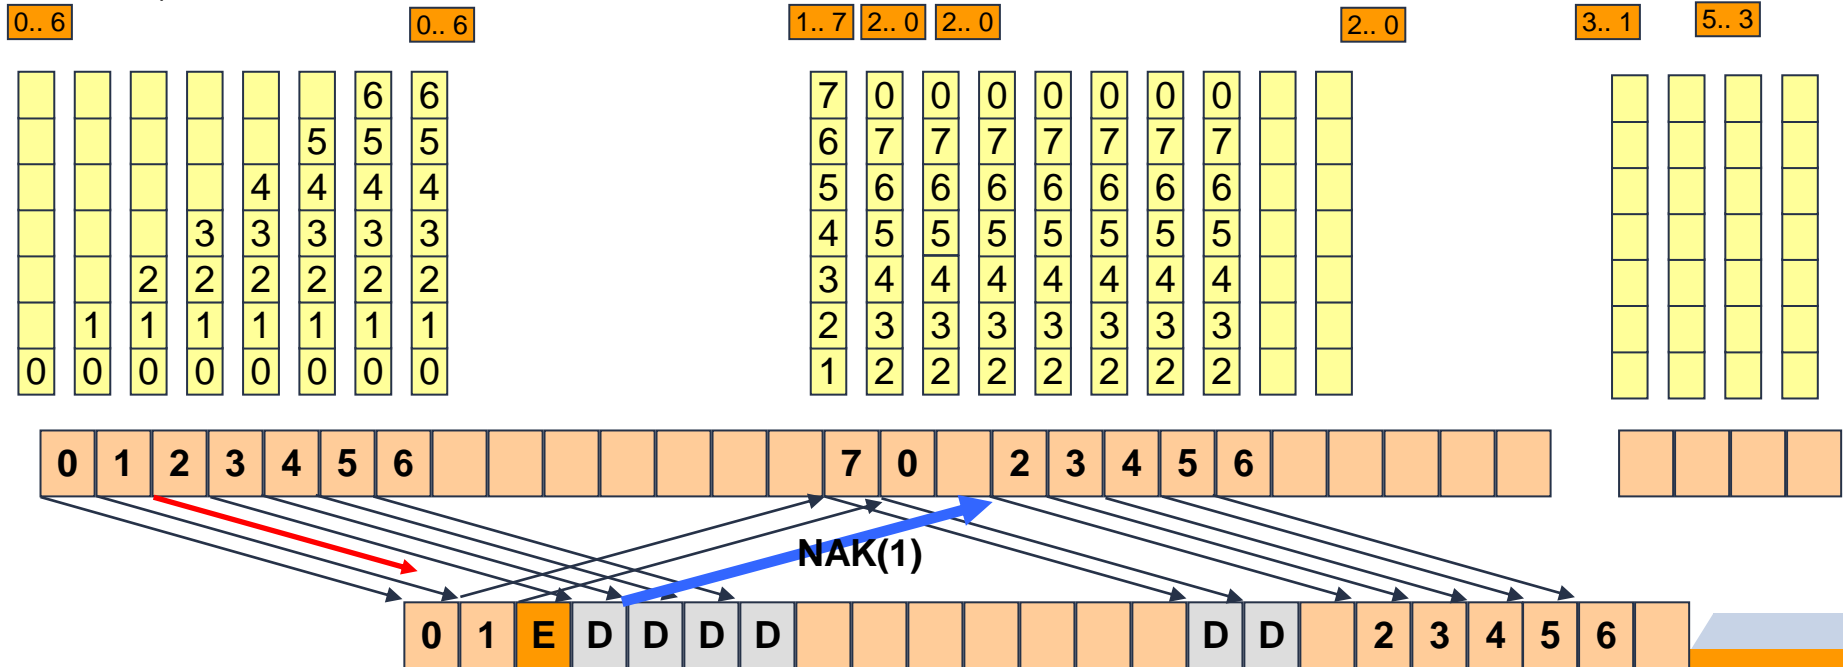 0.. 6 0.. 6 1.. 7 2.. 0 2.. 0 2.. 0 3.. 1 5.. 3
6 6 7 0 0 0 0 0 0 0
5 5 5 6 7 7 7 7 7 7 7
4 4 4 4 5 6 6 6 6 6 6 6
3 3 3 3 3 4 5 5 5 5 5 5 5
2 2 2 2 2 2 3 4 4 4 4 4 4 4
1 1 1 1 1 1 1 2 3 3 3 3 3 3 3
0 0 0 0 0 0 0 0 1 2 2 2 2 2 2 2
0 1 2 3 4 5 6 7 0 2 3 4 5 6
NAK(1)
0 1 E D D D D D D 2 3 4 5 6